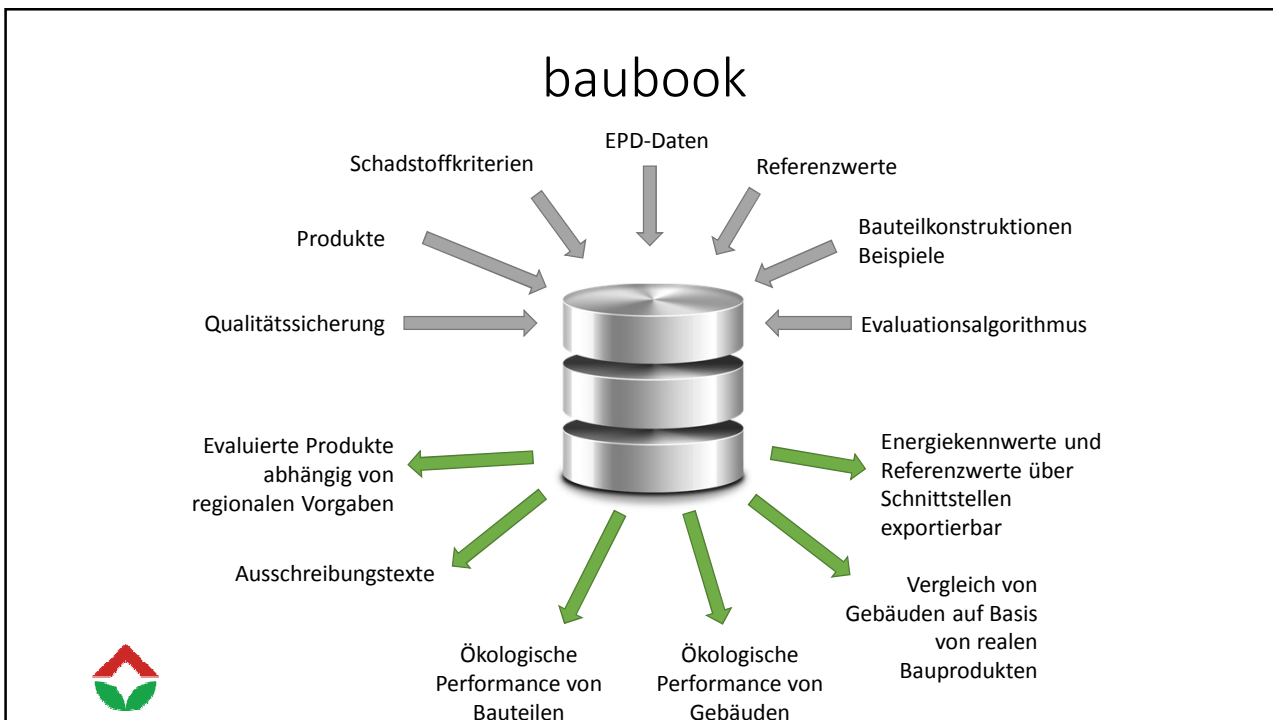 baubook
EPD-Daten
Schadstoffkriterien
Referenzwerte
Produkte
Bauteilkonstruktionen
Beispiele
Qualitätssicherung
Evaluationsalgorithmus
Evaluierte Produkte
abhängig von
regionalen Vorgaben
Energiekennwerte und
Referenzwerte über
Schnittstellen
exportierbar
Ausschreibungstexte
Vergleich von
Gebäuden auf Basis
von realen
Bauprodukten
Ökologische
Performance von
Bauteilen
Ökologische
Performance von
Gebäuden